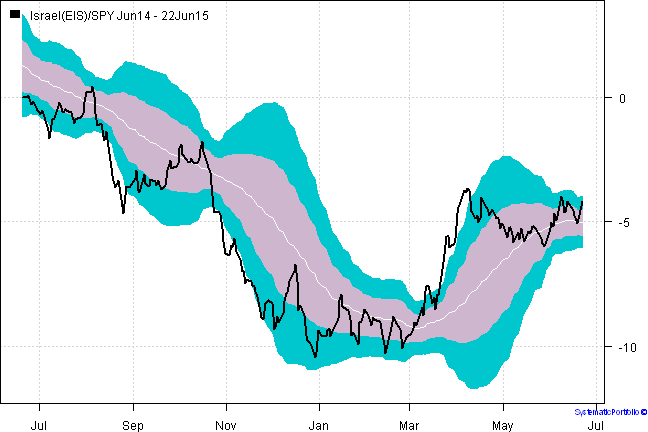 Israel(EIS)/SPY Jun14 - 22Jun15
0
-5
-10
SystematicPortfolio ©
Jul Sep Nov Jan Mar May Jul